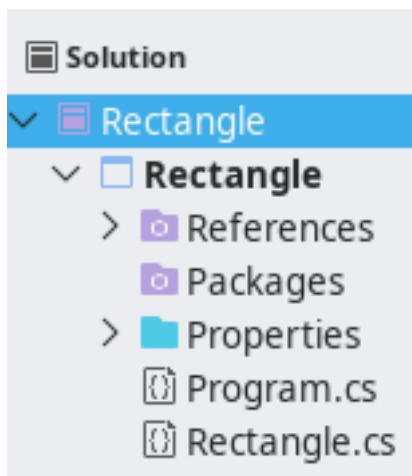 Solution
Rectangle
Rectangle
References
Packages
Properties
Program.cs
Rectangle.cs